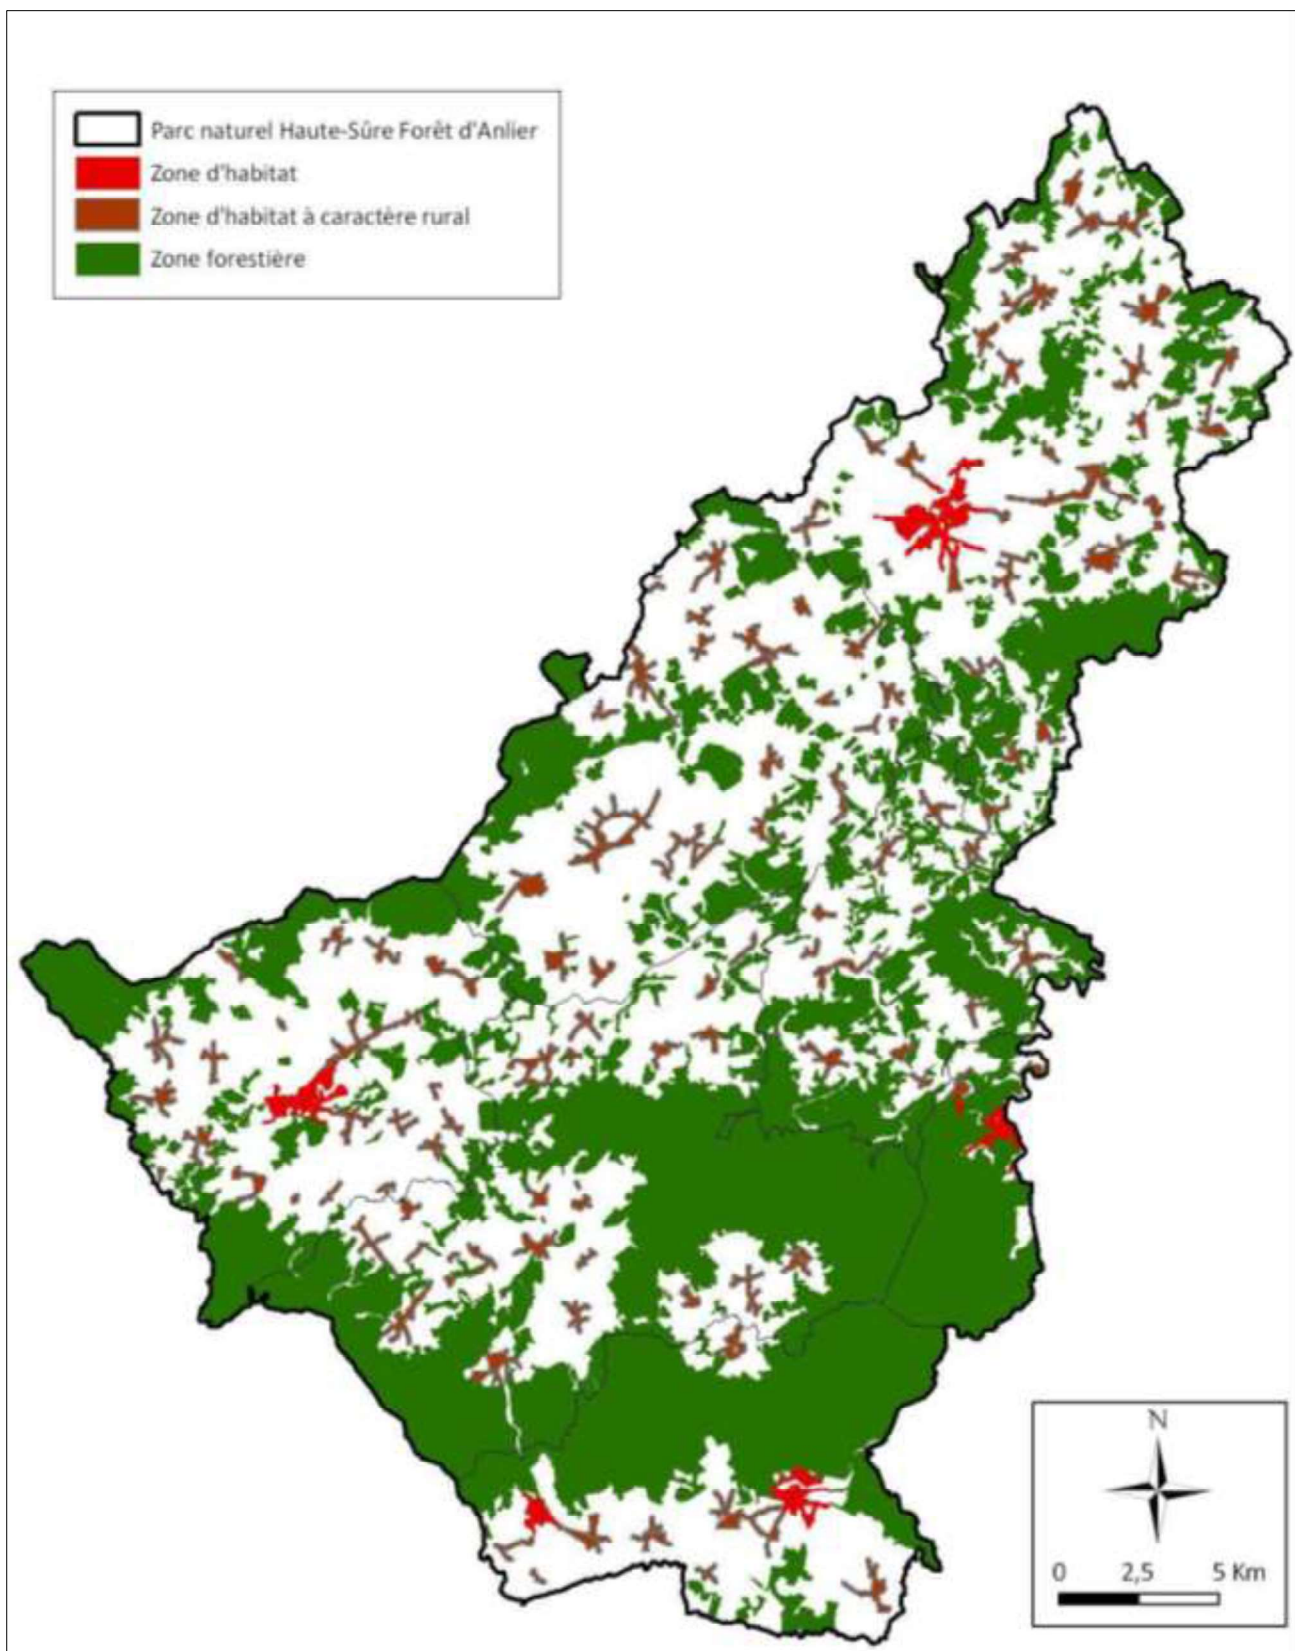 Parc naturel Haute-Sûre Forêt d'Anlier
Zone d'habitat
Zone d'habitat à caractère rural
Zone forestière
N
0 2,5 5 Km